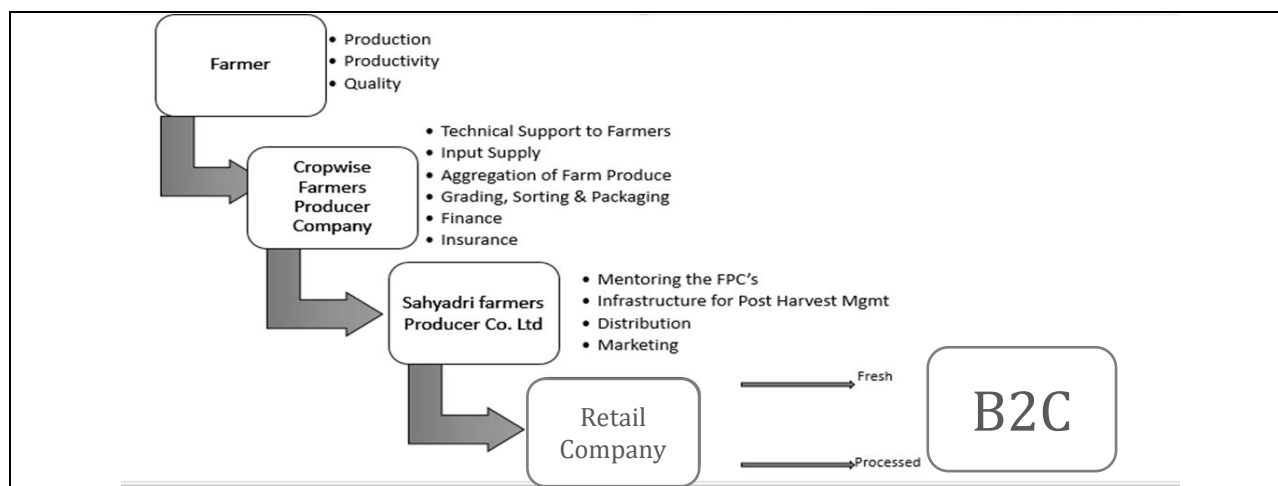 Farmer
• Production
• Productivity
• Quality
Cropwise
Farmers
Producer
Company
• Technical Support to Farmers
• Input Supply
• Aggregation of Farm Produce
• Grading, Sorting & Packaging
• Finance
• Insurance
Sahyadri farmers
Producer Co. Ltd
• Mentoring the FPC’s
• Infrastructure for Post Harvest Mgmt
• Distribution
• Marketing
Retail
Company
Fresh
Processed
B2C